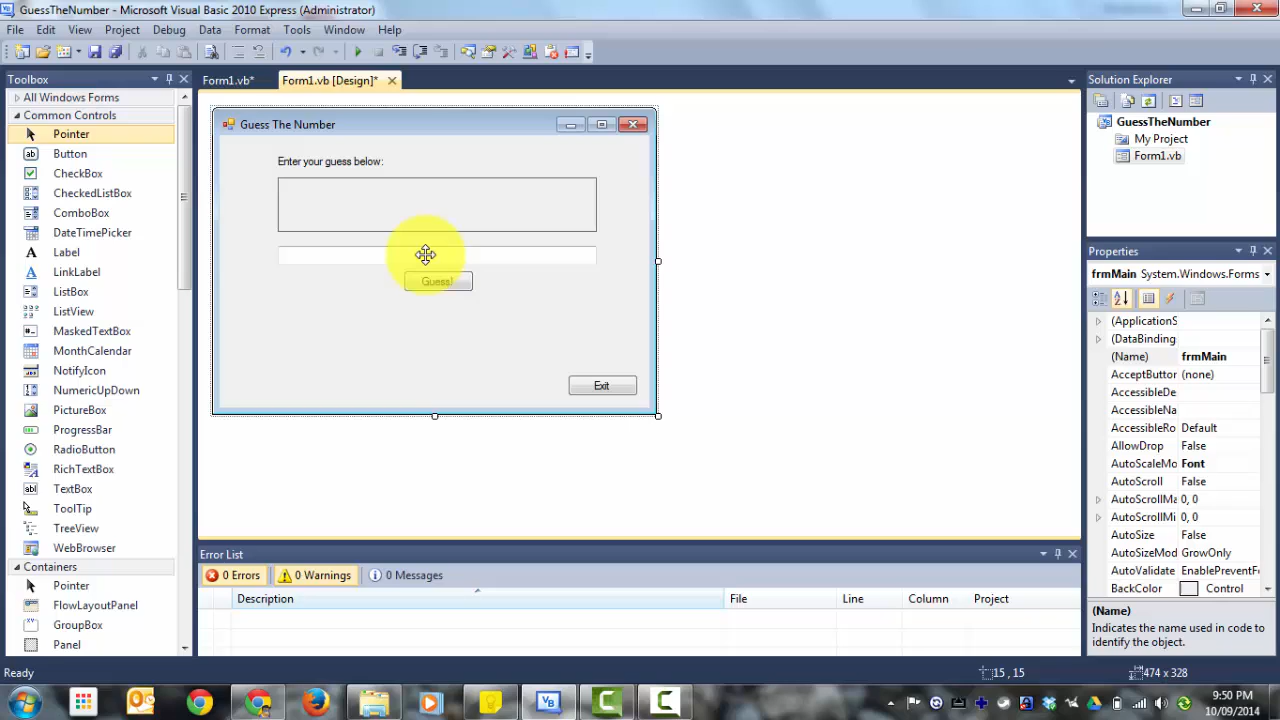 GuessTheNumber - Microsoft Visual Basic 2010 Express (Administrator)
File Edit View Project Debug Data Format Tools Window Help
Toolbox
All Windows Forms
Common Controls
Pointer
Button
CheckBox
CheckedListBox
ComboBox
DateTimePicker
Label
LinkLabel
ListBox
ListView
MaskedTextBox
MonthCalendar
NotifyIcon
NumericUpDown
PictureBox
ProgressBar
RadioButton
RichTextBox
TextBox
ToolTip
TreeView
WebBrowser
Containers
Pointer
FlowLayoutPanel
GroupBox
Panel
Form1.vb* Form1.vb [Design]*
Guess The Number
Enter your guess below:
Guess!
Exit
Error List
0 Errors 0 Warnings 0 Messages
Description File Line Column Project
Solution Explorer
GuessTheNumber
My Project
Form1.vb
Properties
frmMain System.Windows.Forms
(ApplicationS
(DataBinding
(Name) frmMain
AcceptButtor (none)
AccessibleDe
AccessibleNa
AccessibleRo Default
AllowDrop False
AutoScaleMo Font
AutoScroll False
AutoScrollMa 0, 0
AutoScrollMi 0, 0
AutoSize False
AutoSizeMod GrowOnly
AutoValidate EnablePreventFo
BackColor Control
(Name)
Indicates the name used in code to
identify the object.
Ready 15 , 15 474 x 328
9:50 PM
10/09/2014